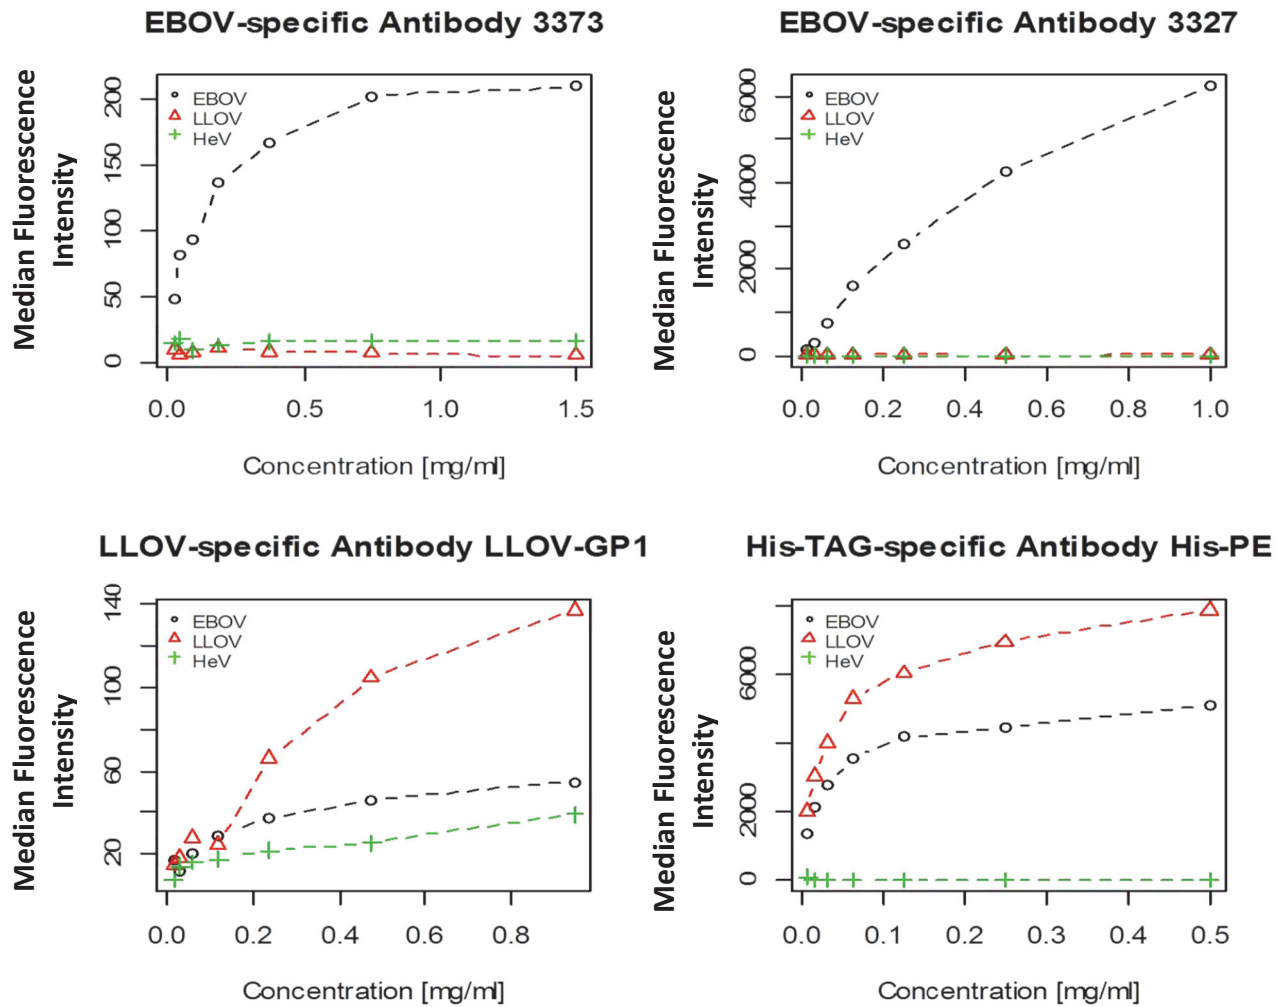 EBOV-specific Antibody 3373
Median Fluorescence
Intensity
200
150
100
50
0
EBOV
LLOV
HeV
0.0 0.5 1.0 1.5
Concentration [mg/ml]
EBOV-specific Antibody 3327
Median Fluorescence
Intensity
6000
4000
2000
0
EBOV
LLOV
HeV
0.0 0.2 0.4 0.6 0.8 1.0
Concentration [mg/ml]
LLOV-specific Antibody LLOV-GP1
Median Fluorescence
Intensity
140
100
60
20
EBOV
LLOV
HeV
0.0 0.2 0.4 0.6 0.8
Concentration [mg/ml]
His-TAG-specific Antibody His-PE
Median Fluorescence
Intensity
6000
2000
0
EBOV
LLOV
HeV
0.0 0.1 0.2 0.3 0.4 0.5
Concentration [mg/ml]